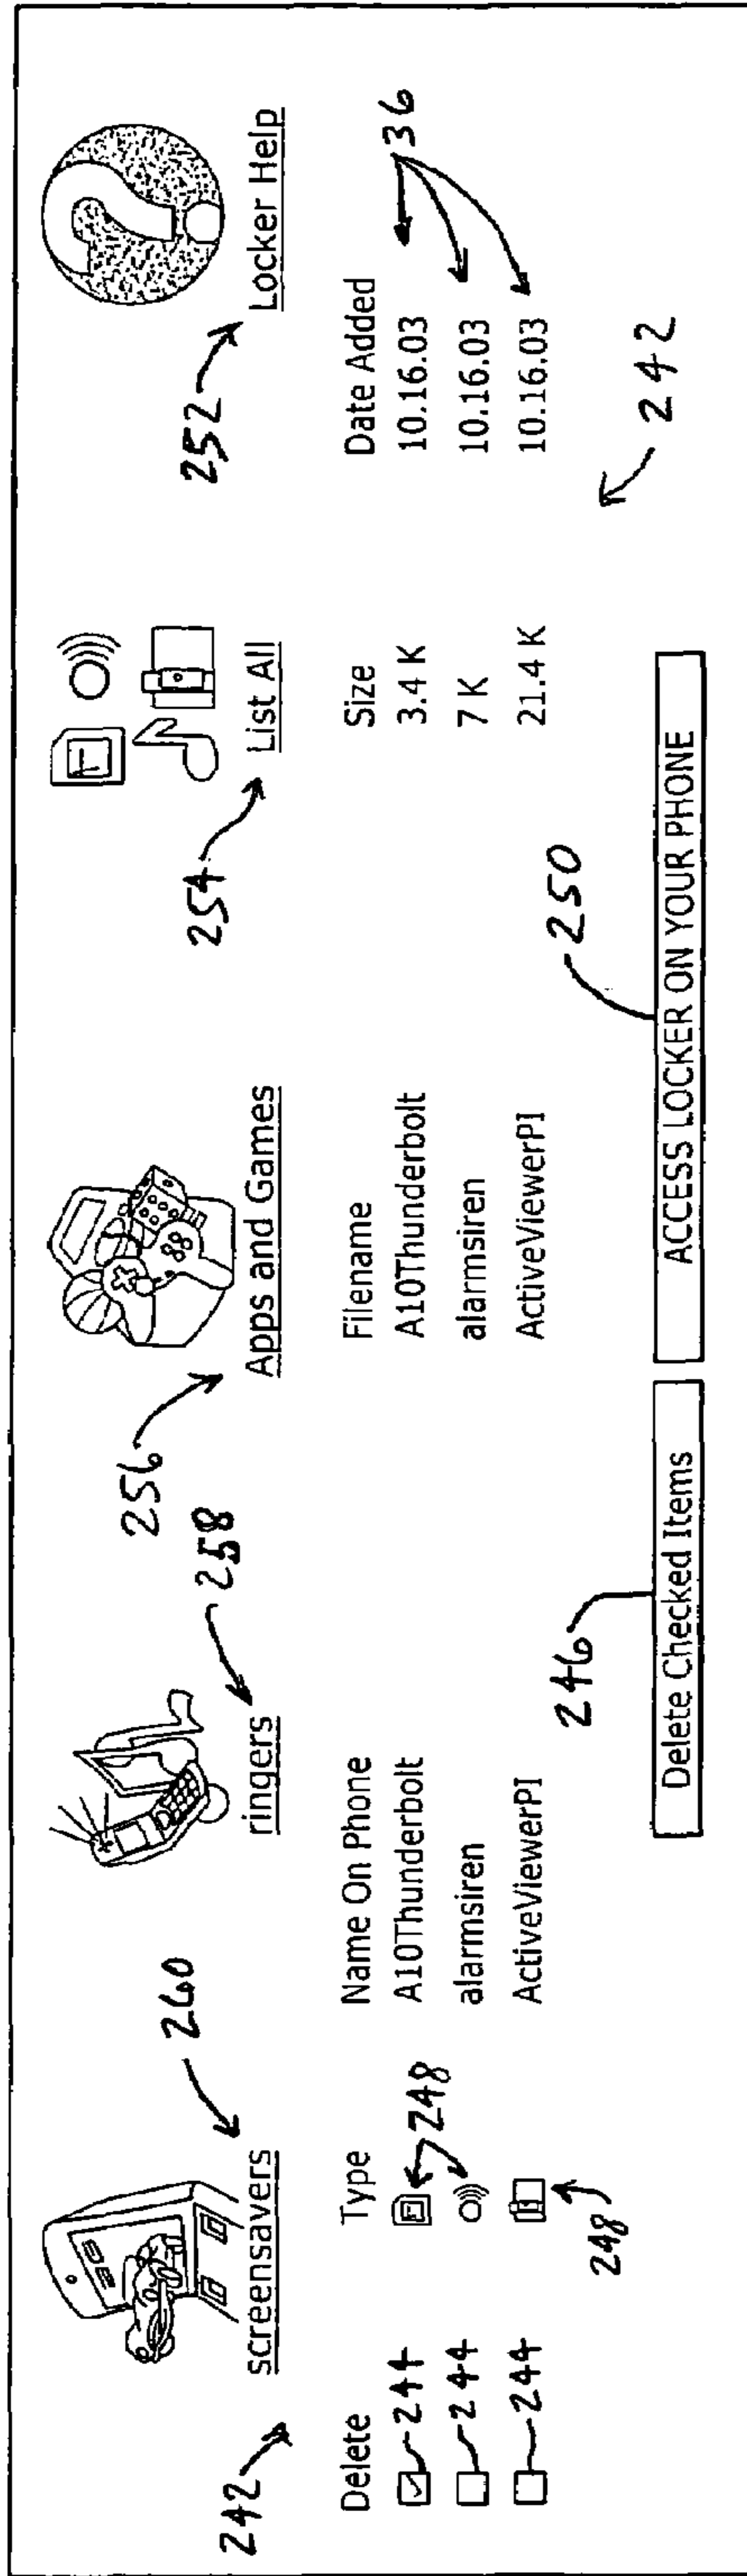 252
254
256
258
260
242
screensavers
ringers
Apps and Games
List All
Locker Help
Delete Type Name On Phone Filename Size Date Added
244 A10Thunderbolt A10Thunderbolt 3.4 K 10.16.03 36
244 248 alarmsiren alarmsiren 7 K 10.16.03
244 ActiveViewerPI ActiveViewerPI 21.4 K 10.16.03
248
246
250
242
Delete Checked Items ACCESS LOCKER ON YOUR PHONE